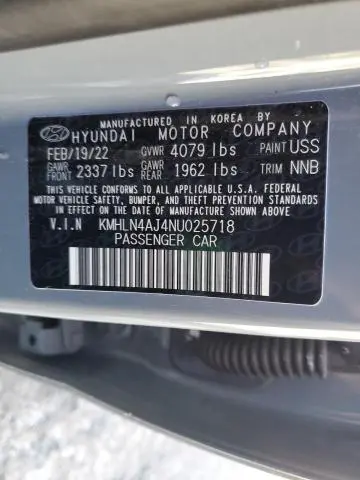 MANUFACTURED IN KOREA BY
HYUNDAI MOTOR COMPANY
FEB/19/22 GVWR 4079 lbs PAINT USS
GAWR FRONT 2337 lbs GAWR REAR 1962 lbs TRIM NNB
THIS VEHICLE CONFORMS TO ALL APPLICABLE U.S.A. FEDERAL
MOTOR VEHICLE SAFETY, BUMPER, AND THEFT PREVENTION STANDARDS
IN EFFECT ON THE DATE OF MANUFACTURE SHOWN ABOVE.
V.I.N KMHLN4AJ4NU025718
PASSENGER CAR